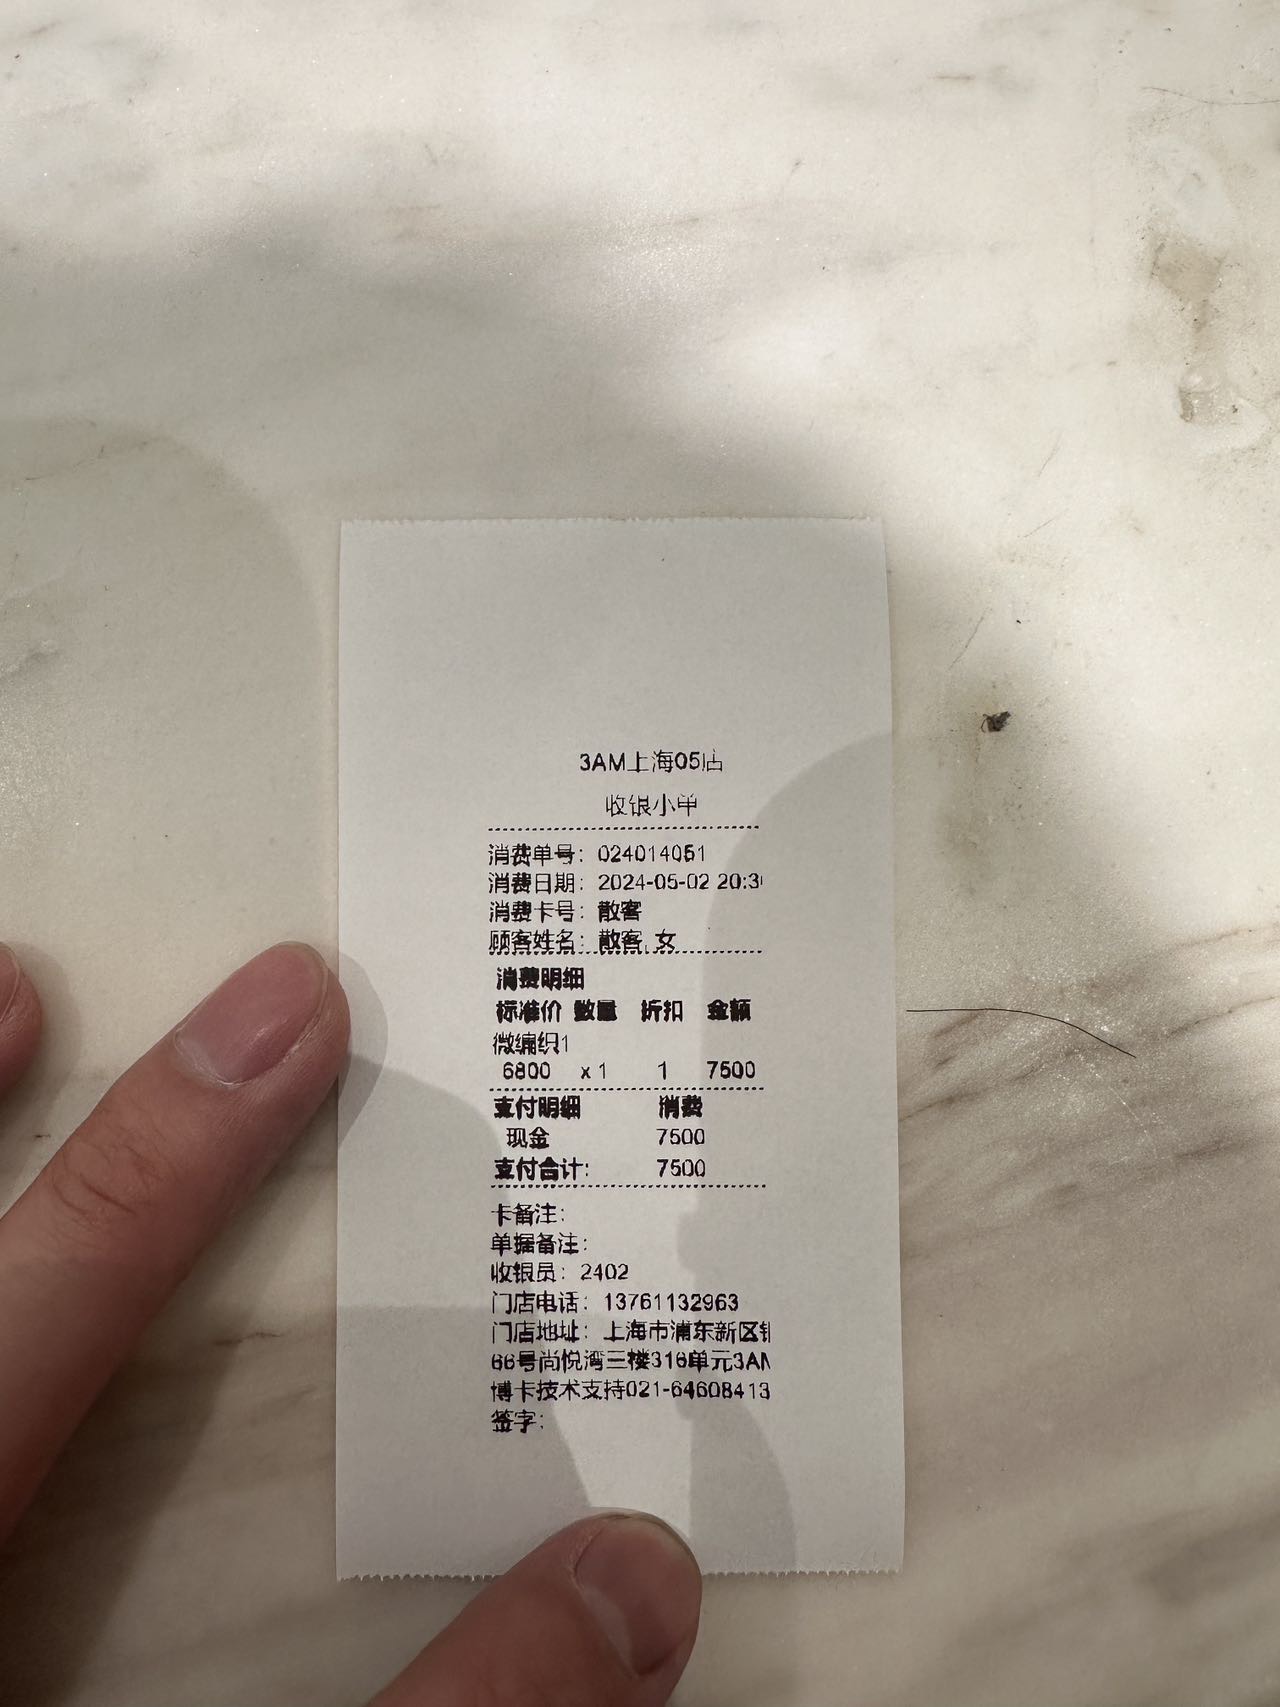 3AM上海05店
收银小单
消费单号：024014051
消费日期：2024-05-02 20:3
消费卡号：散客
顾客姓名：散客,女
消费明细
标准价 数量 折扣 金额
微编织1
6800 x1 1 7500
支付明细 消费
现金 7500
支付合计： 7500
卡备注：
单据备注：
收银员：2402
门店电话：13761132963
门店地址：上海市浦东新区
66号尚悦湾三楼316单元3AM
博卡技术支持021-64608413
签字：